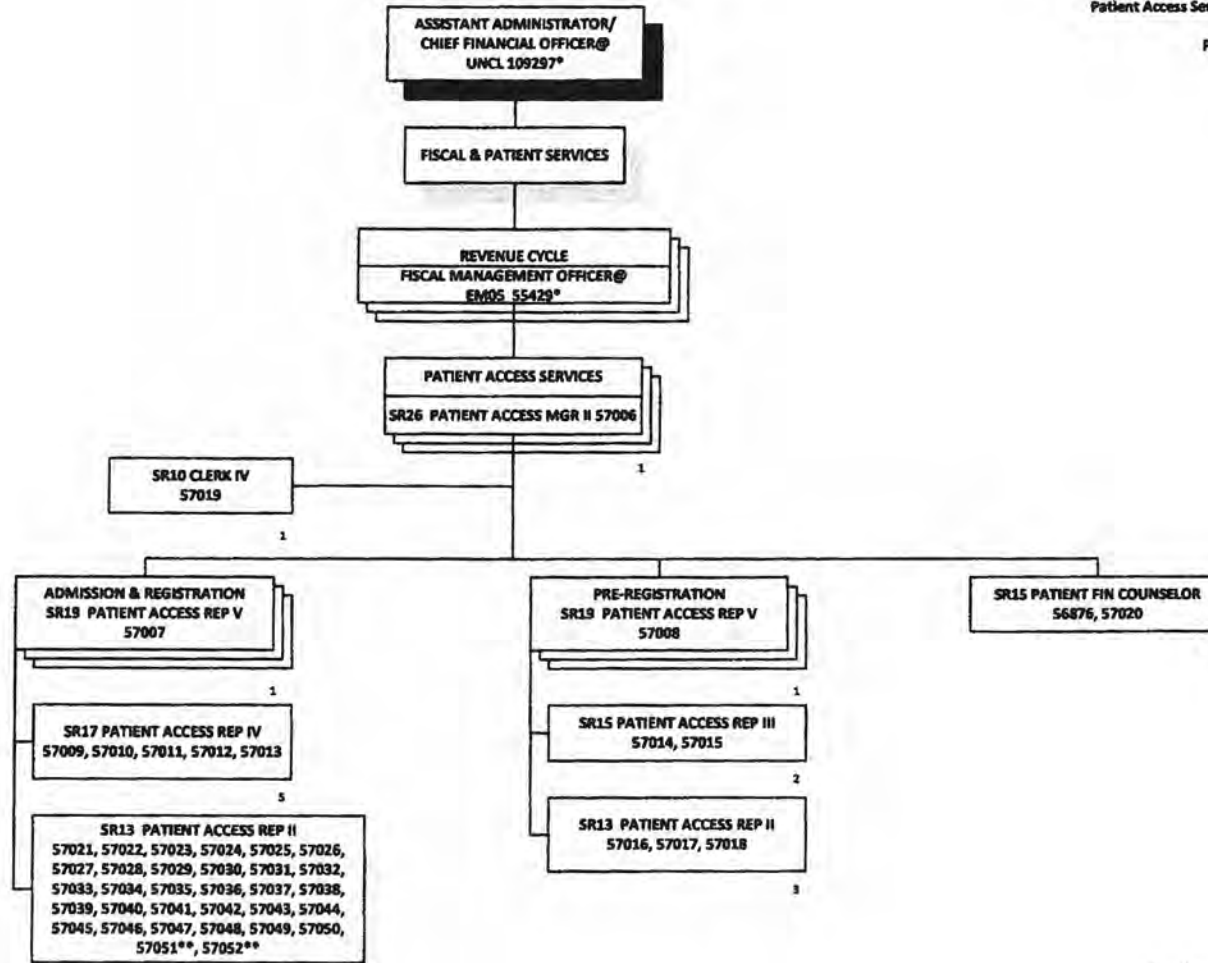 Patient Access Ser
P
ASSISTANT ADMINISTRATOR/
CHIEF FINANCIAL OFFICER@
UNCL 109297*
FISCAL & PATIENT SERVICES
REVENUE CYCLE
FISCAL MANAGEMENT OFFICER@
EM05 55429*
PATIENT ACCESS SERVICES
SR26 PATIENT ACCESS MGR II 57006
1
SR10 CLERK IV
57019
1
ADMISSION & REGISTRATION
SR19 PATIENT ACCESS REP V
57007
1
SR17 PATIENT ACCESS REP IV
57009, 57010, 57011, 57012, 57013
5
SR13 PATIENT ACCESS REP II
57021, 57022, 57023, 57024, 57025, 57026,
57027, 57028, 57029, 57030, 57031, 57032,
57033, 57034, 57035, 57036, 57037, 57038,
57039, 57040, 57041, 57042, 57043, 57044,
57045, 57046, 57047, 57048, 57049, 57050,
57051**, 57052**
PRE-REGISTRATION
SR19 PATIENT ACCESS REP V
57008
1
SR15 PATIENT ACCESS REP III
57014, 57015
2
SR13 PATIENT ACCESS REP II
57016, 57017, 57018
3
SR15 PATIENT FIN COUNSELOR
56876, 57020